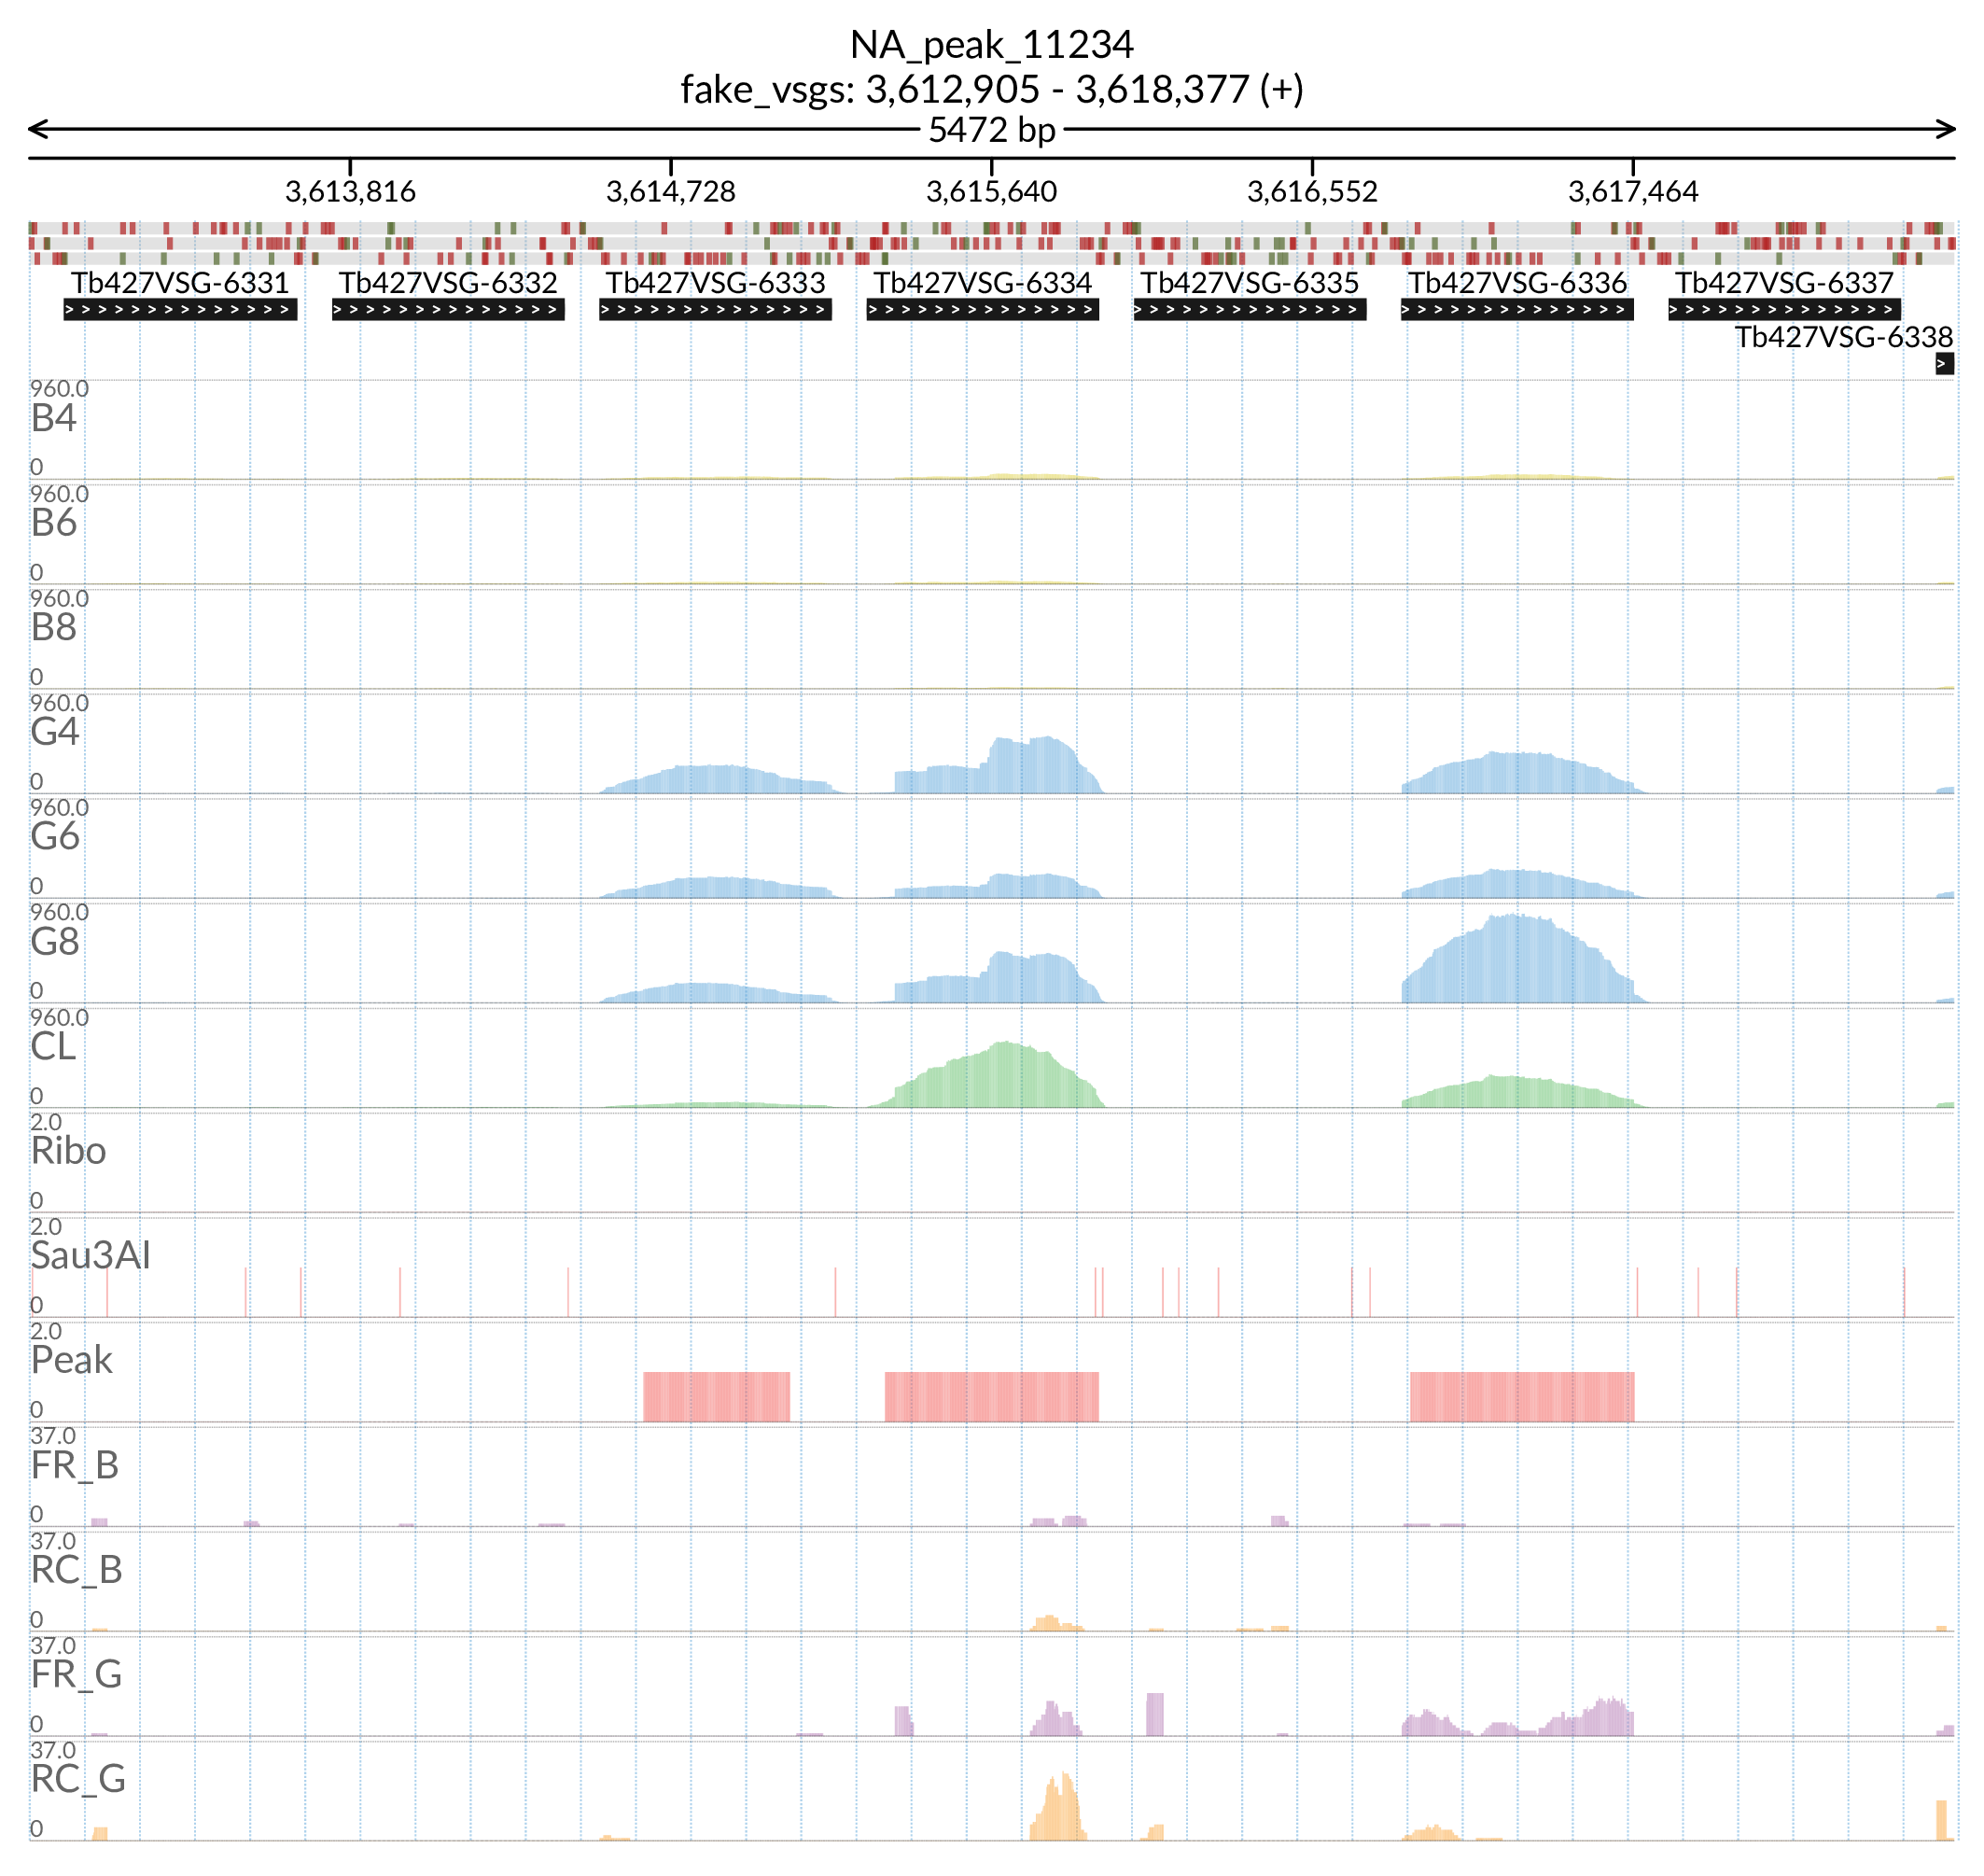 NA_peak_11234
fake_vsgs: 3,612,905 - 3,618,377 (+)
5472 bp
3,613,816 3,614,728 3,615,640 3,616,552 3,617,464
Tb427VSG-6331 Tb427VSG-6332 Tb427VSG-6333 Tb427VSG-6334 Tb427VSG-6335 Tb427VSG-6336 Tb427VSG-6337
Tb427VSG-6338
960.0
B4
0
960.0
B6
0
960.0
B8
0
960.0
G4
0
960.0
G6
0
960.0
G8
0
960.0
CL
0
2.0
Ribo
0
2.0
Sau3AI
0
2.0
Peak
0
37.0
FR_B
0
37.0
RC_B
0
37.0
FR_G
0
37.0
RC_G
0